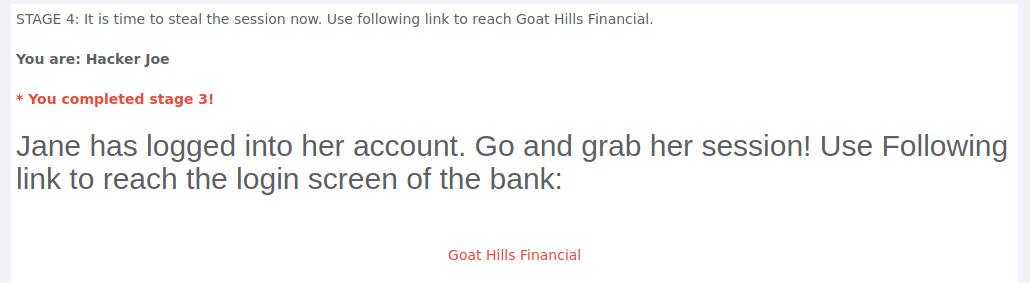 STAGE 4: It is time to steal the session now. Use following link to reach Goat Hills Financial.
You are: Hacker Joe
* You completed stage 3!
Jane has logged into her account. Go and grab her session! Use Following
link to reach the login screen of the bank:
Goat Hills Financial